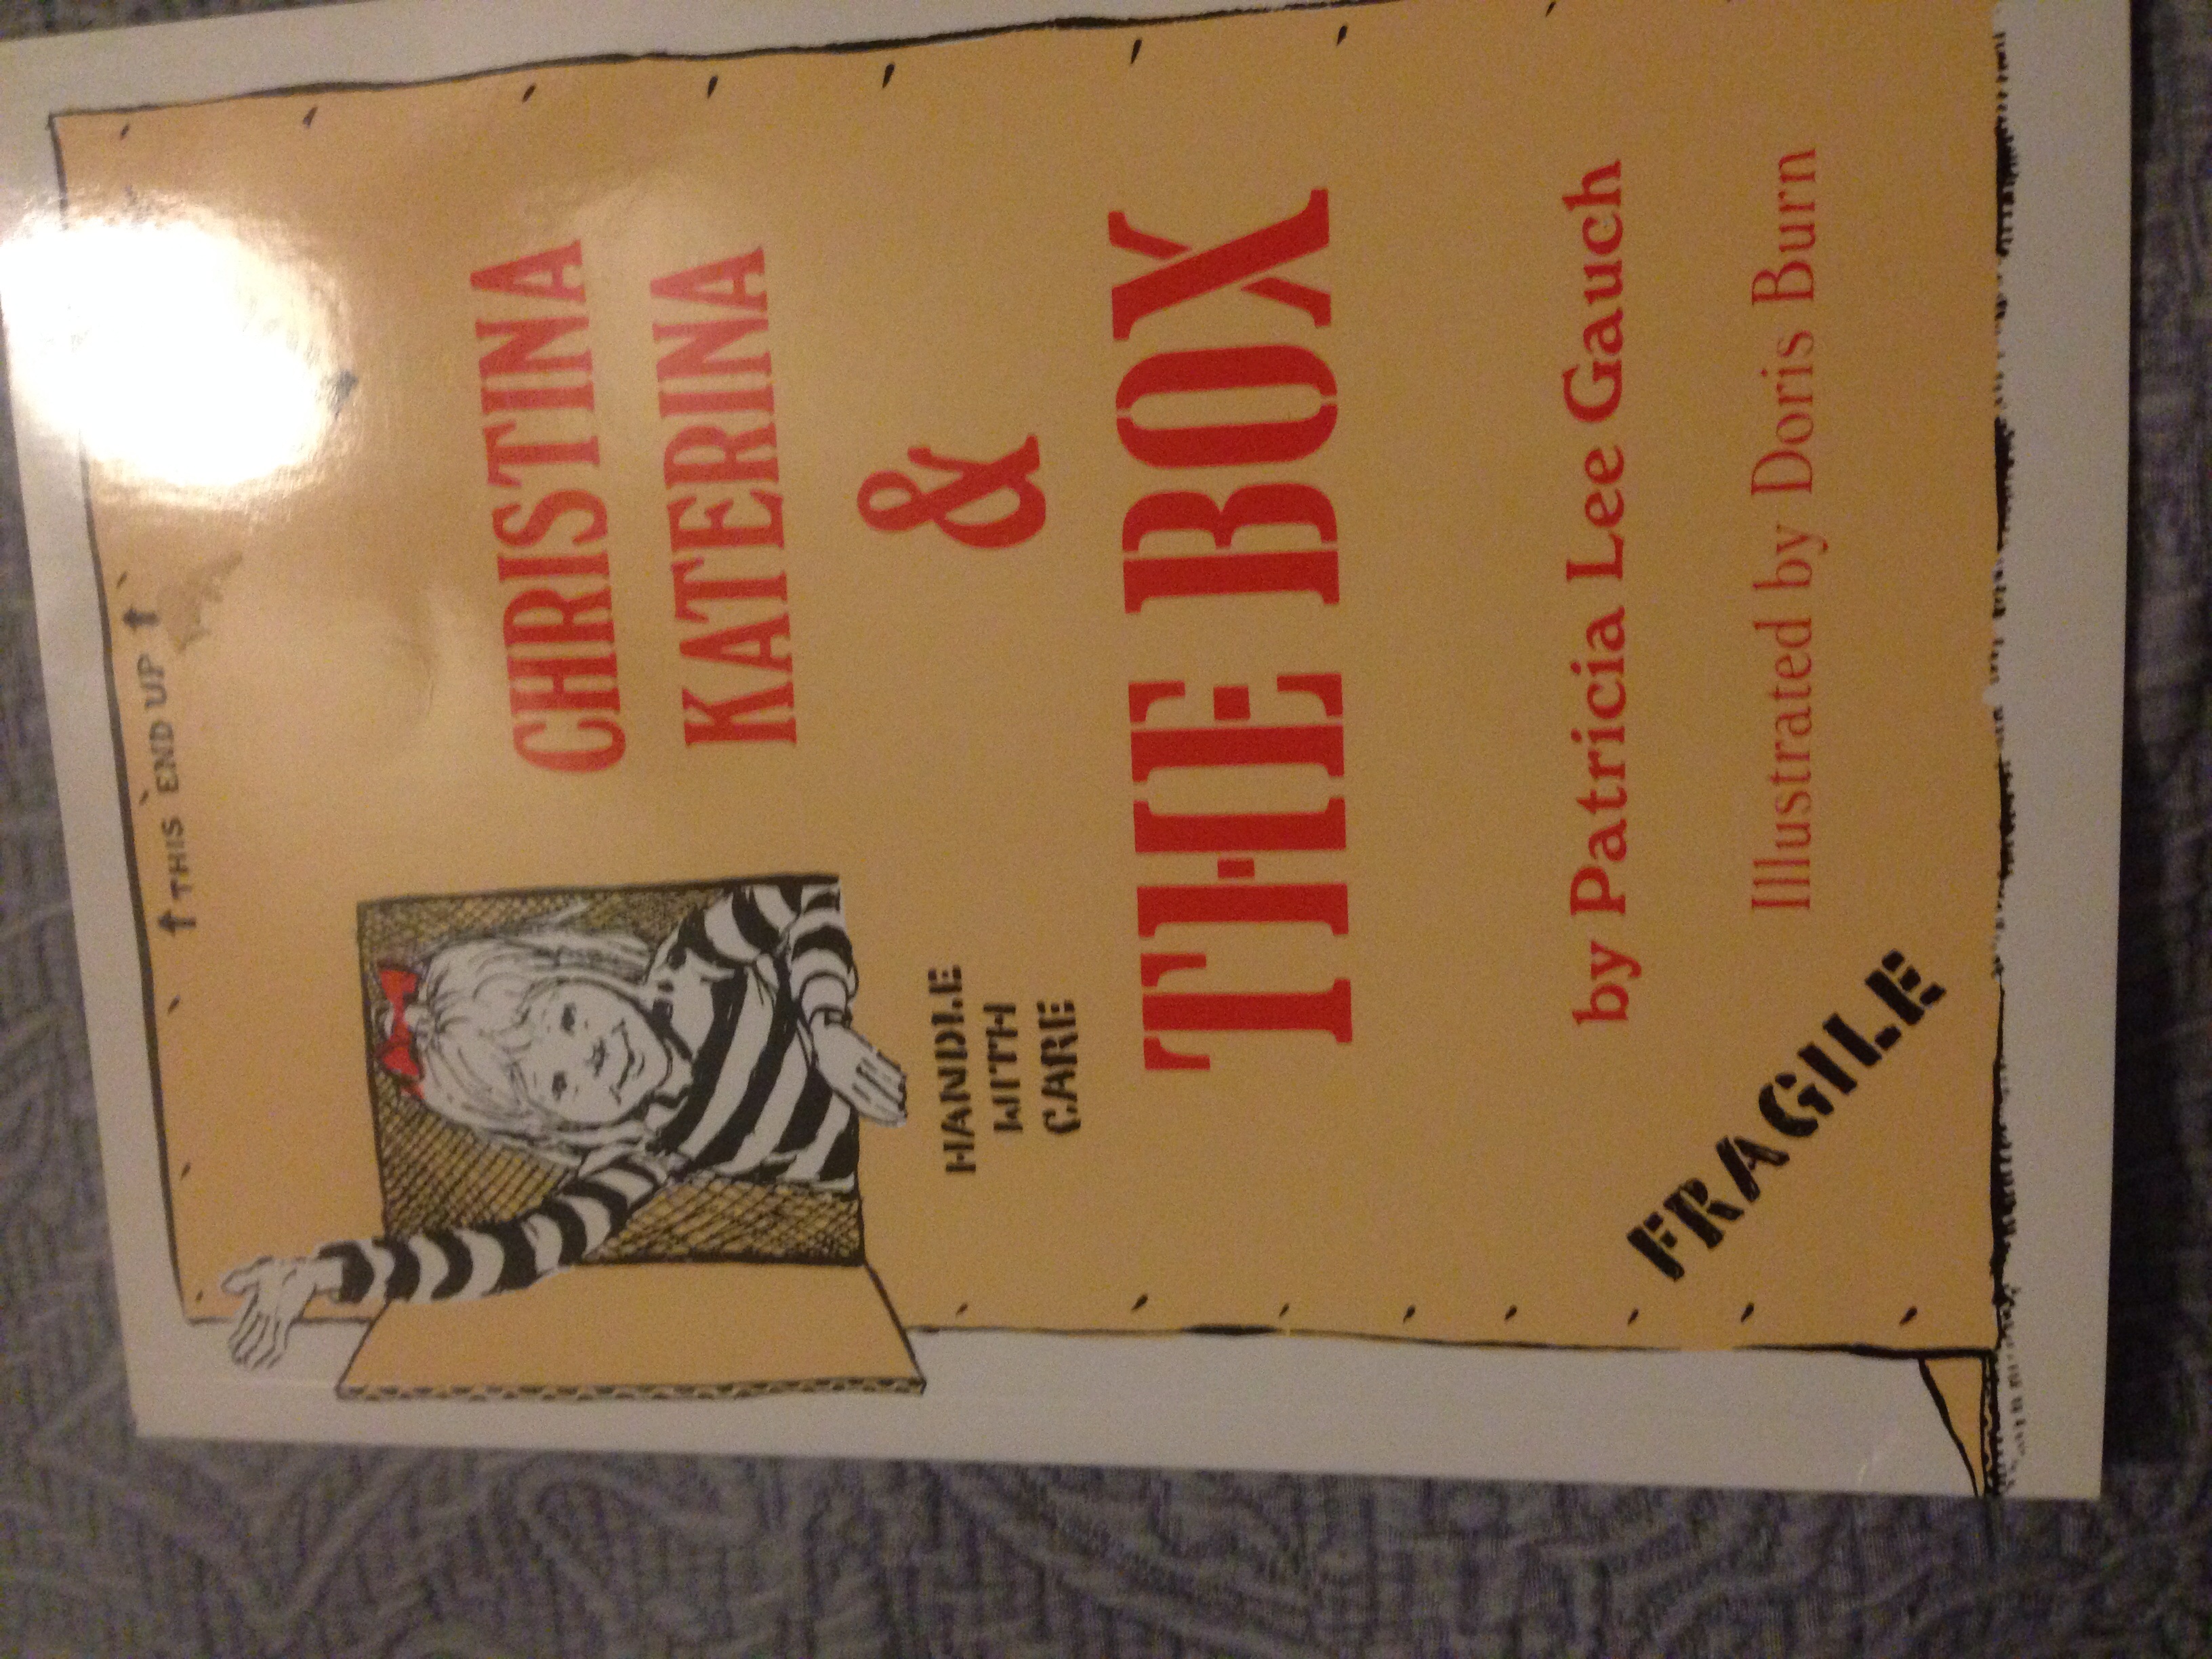 ↑ THIS END UP ↑
CHRISTINA
KATERINA
&
HANDLE
WITH
CARE
THE BOX
by Patricia Lee Gauch
Illustrated by Doris Burn
FRAGILE